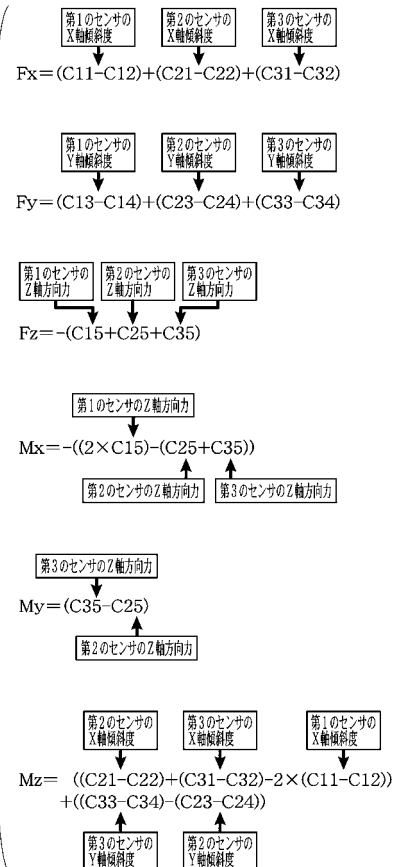 第1のセンサの 第2のセンサの 第3のセンサの
X軸傾斜度 X軸傾斜度 X軸傾斜度
Fx=(C11-C12)+(C21-C22)+(C31-C32)
第1のセンサの 第2のセンサの 第3のセンサの
Y軸傾斜度 Y軸傾斜度 Y軸傾斜度
Fy=(C13-C14)+(C23-C24)+(C33-C34)
第1のセンサの 第2のセンサの 第3のセンサの
Z軸方向力 Z軸方向力 Z軸方向力
Fz=-(C15+C25+C35)
第1のセンサのZ軸方向力
Mx=-((2×C15)-(C25+C35))
第2のセンサのZ軸方向力 第3のセンサのZ軸方向力
第3のセンサのZ軸方向力
My=(C35-C25)
第2のセンサのZ軸方向力
第2のセンサの 第3のセンサの 第1のセンサの
X軸傾斜度 X軸傾斜度 X軸傾斜度
Mz= ((C21-C22)+(C31-C32)-2×(C11-C12))
+((C33-C34)-(C23-C24))
第3のセンサの 第2のセンサの
Y軸傾斜度 Y軸傾斜度